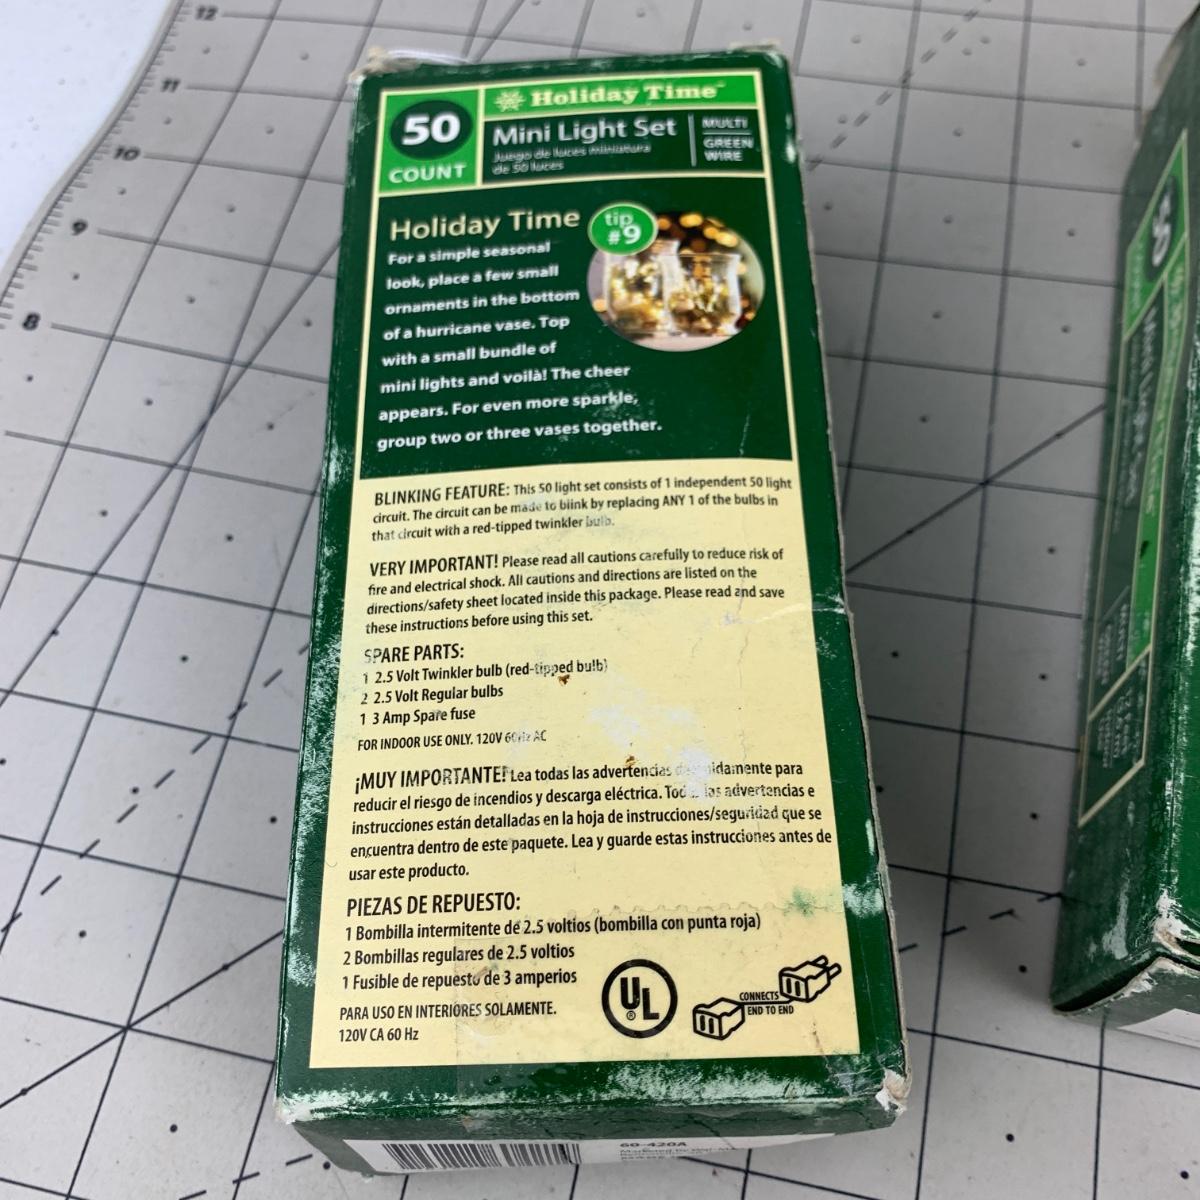 12
11
10
9
8
50
COUNT
Holiday Time
Mini Light Set
Juego de luces miniatura
de 50 luces
MULTI
GREEN
WIRE
Holiday Time
tip
#9
For a simple seasonal
look, place a few small
ornaments in the bottom
of a hurricane vase. Top
with a small bundle of
mini lights and voilà! The cheer
appears. For even more sparkle,
group two or three vases together.
BLINKING FEATURE: This 50 light set consists of 1 independent 50 light
circuit. The circuit can be made to blink by replacing ANY 1 of the bulbs in
that circuit with a red-tipped twinkler bulb.
VERY IMPORTANT! Please read all cautions carefully to reduce risk of
fire and electrical shock. All cautions and directions are listed on the
directions/safety sheet located inside this package. Please read and save
these instructions before using this set.
SPARE PARTS:
1 2.5 Volt Twinkler bulb (red-tipped bulb)
2 2.5 Volt Regular bulbs
1 3 Amp Spare fuse
FOR INDOOR USE ONLY. 120V 60Hz AC
¡MUY IMPORTANTE! Lea todas las advertencias para
reducir el riesgo de incendios y descarga eléctrica. Todas las advertencias e
instrucciones están detalladas en la hoja de instrucciones/seguridad que se
encuentra dentro de este paquete. Lea y guarde estas instrucciones antes de
usar este producto.
PIEZAS DE REPUESTO:
1 Bombilla intermitente de 2.5 voltios (bombilla con punta roja)
2 Bombillas regulares de 2.5 voltios
1 Fusible de repuesto de 3 amperios
PARA USO EN INTERIORES SOLAMENTE.
120V CA 60 Hz
UL
®
CONNECTS
END TO END
60-420A
50